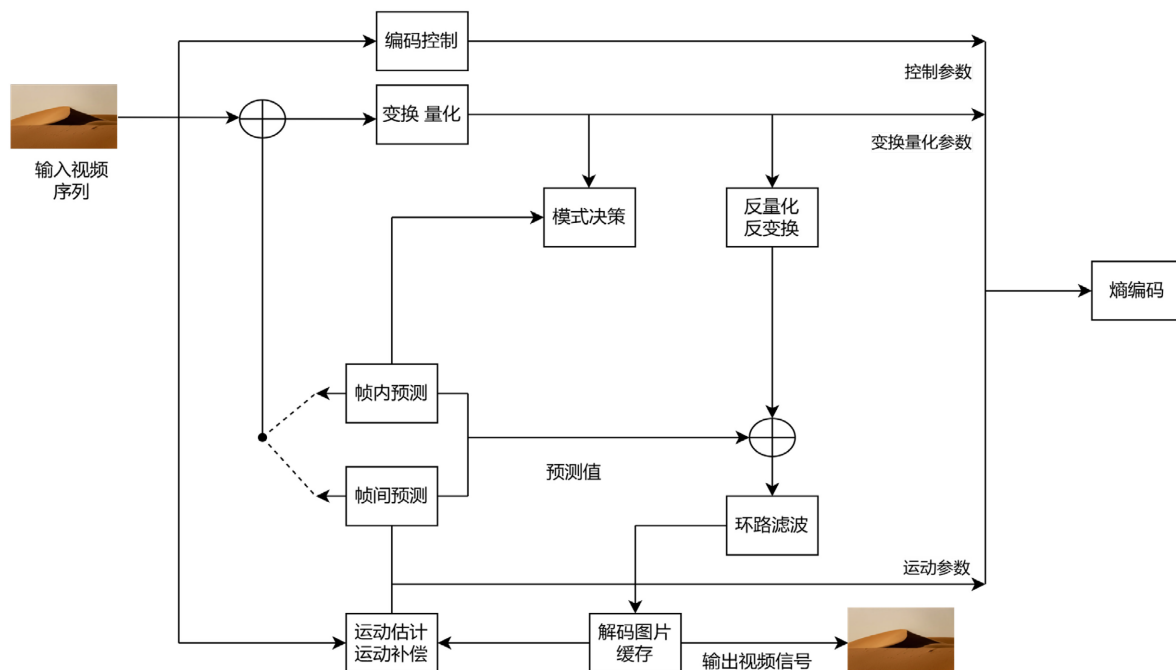 编码控制
控制参数
变换 量化
变换量化参数
输入视频
序列
模式决策
反量化
反变换
熵编码
帧内预测
预测值
帧间预测
环路滤波
运动参数
运动估计
运动补偿
解码图片
缓存
输出视频信号